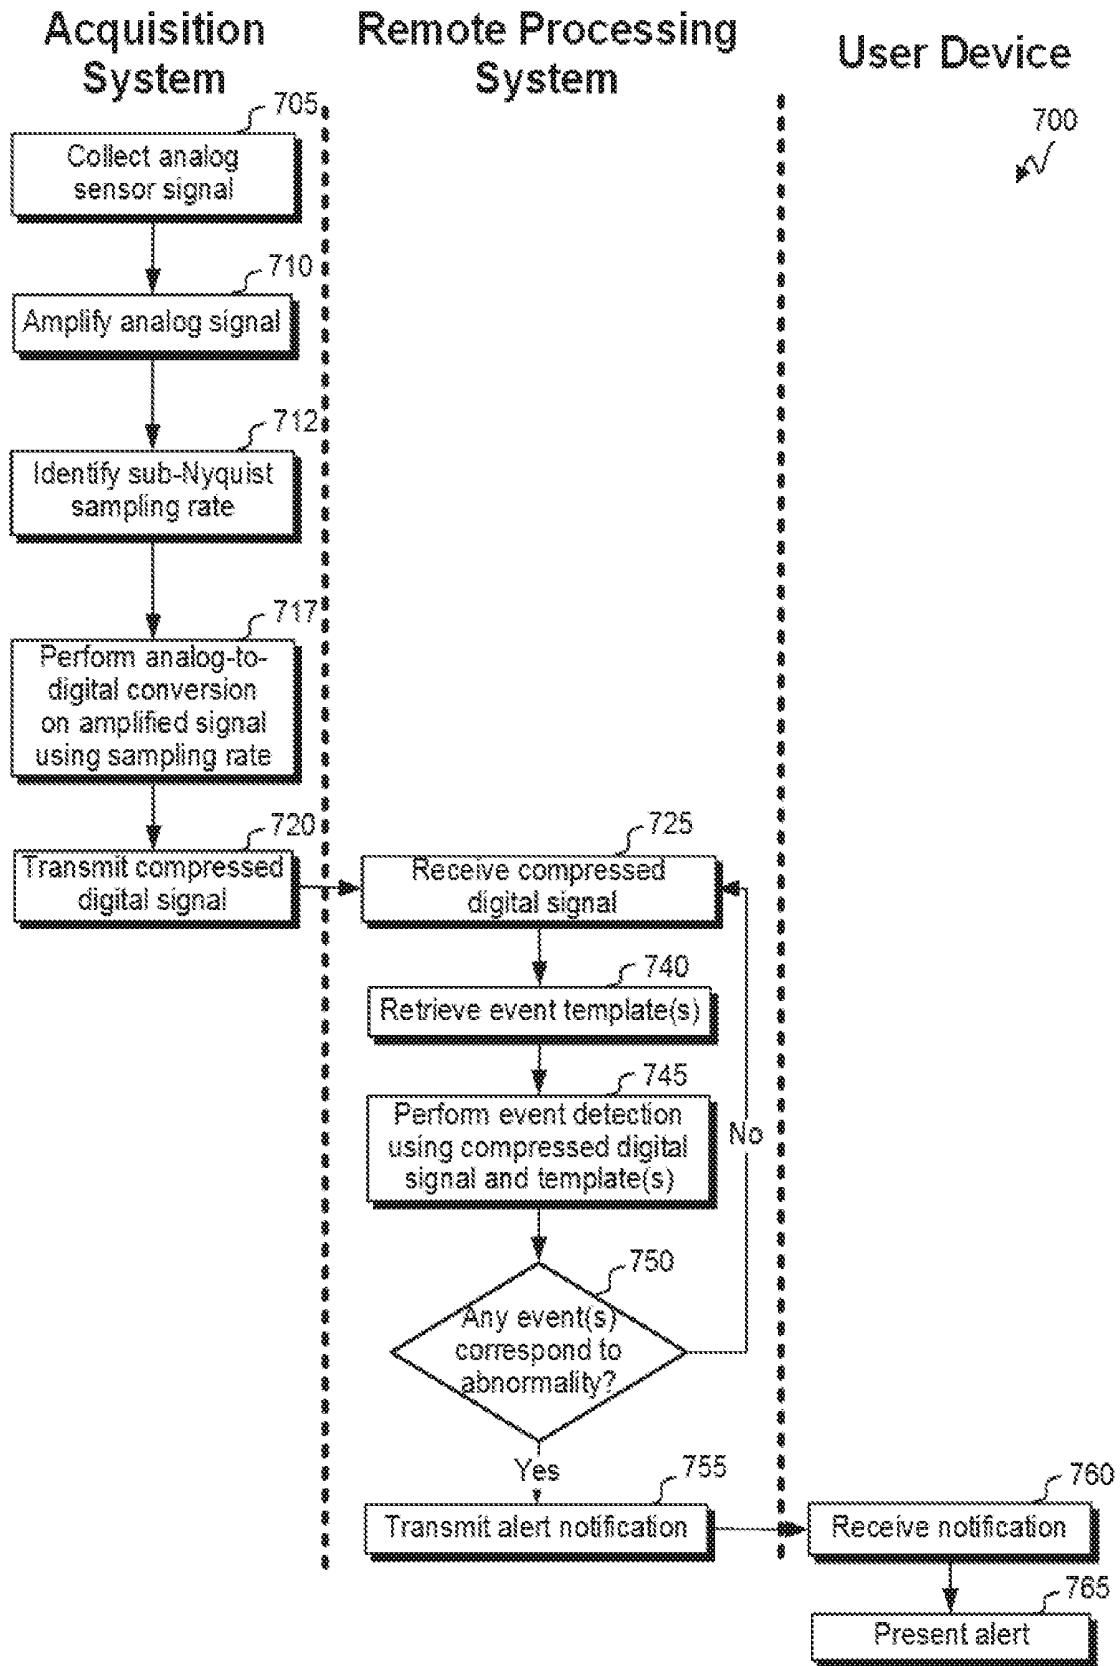 Acquisition
System
Remote Processing
System
User Device
700
705
Collect analog
sensor signal
710
Amplify analog signal
712
Identify sub-Nyquist
sampling rate
717
Perform analog-to-
digital conversion
on amplified signal
using sampling rate
720
Transmit compressed
digital signal
725
Receive compressed
digital signal
740
Retrieve event template(s)
745
Perform event detection
using compressed digital
signal and template(s)
No
750
Any event(s)
correspond to
abnormality?
Yes
755
Transmit alert notification
760
Receive notification
765
Present alert